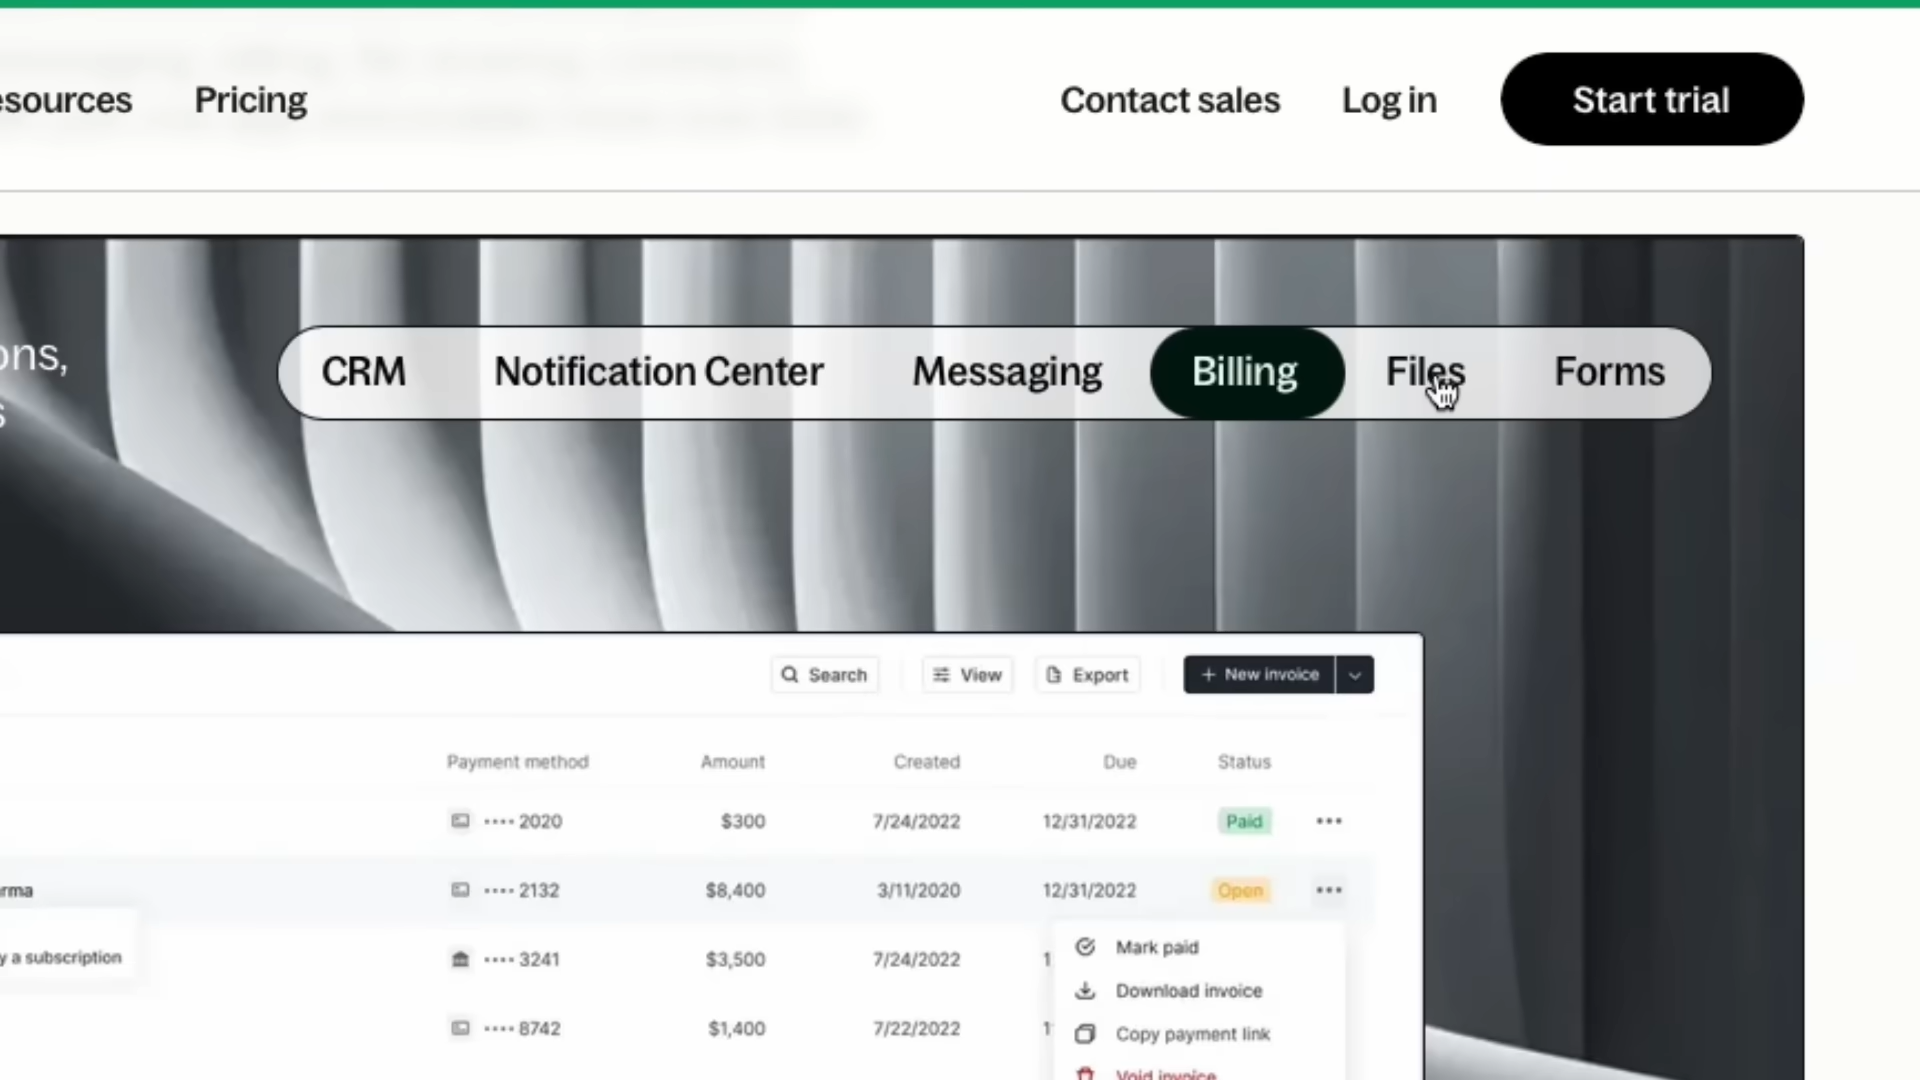 Pricing
Contact sales
Log in
Start trial
CRM
Notification Center
Messaging
Billing
Files
Forms
Search
View
Export
+ New invoice
Payment method Amount Created Due Status
•••• 2020 $300 7/24/2022 12/31/2022 Paid •••
•••• 2132 $8,400 3/11/2020 12/31/2022 Open •••
a subscription
•••• 3241 $3,500 7/24/2022
Mark paid
Download invoice
•••• 8742 $1,400 7/22/2022
Copy payment link
Void invoice